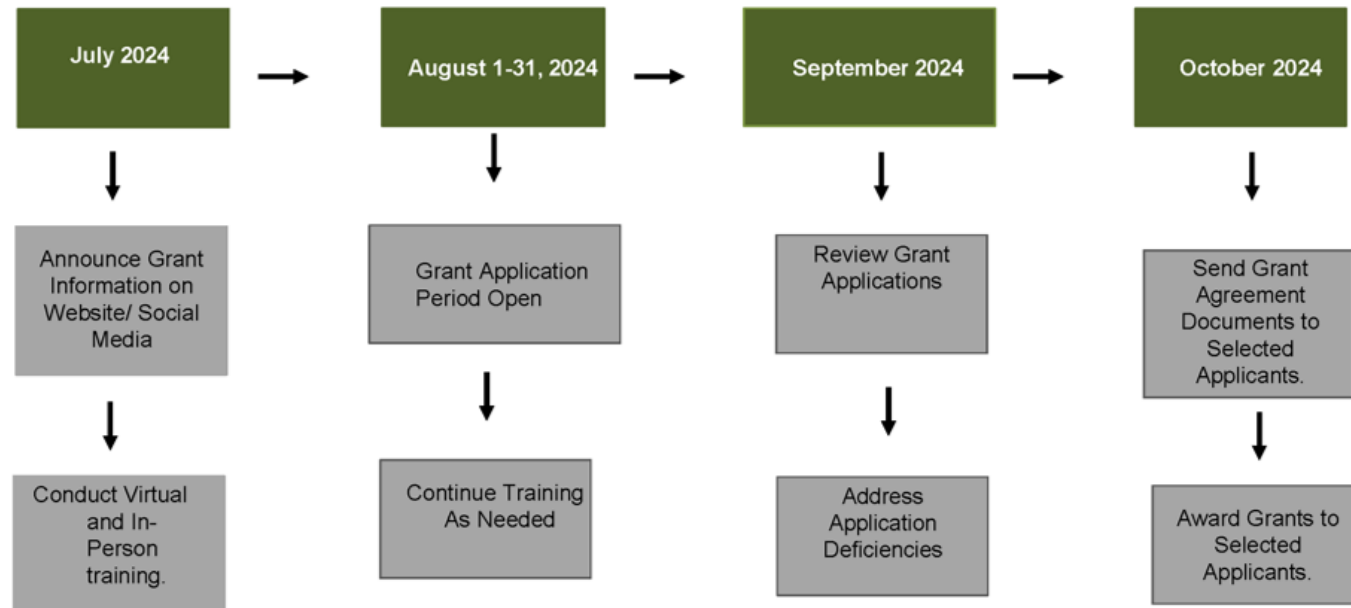 July 2024
August 1-31, 2024
September 2024
October 2024
Announce Grant
Information on
Website/ Social
Media
Grant Application
Period Open
Review Grant
Applications
Send Grant
Agreement
Documents to
Selected
Applicants.
Conduct Virtual
and In-
Person
training.
Continue Training
As Needed
Address
Application
Deficiencies
Award Grants to
Selected
Applicants.